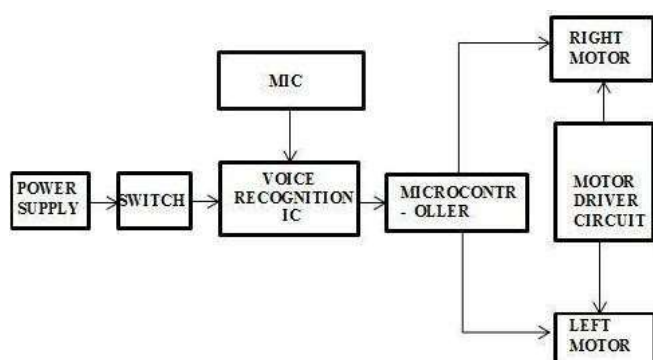 RIGHT
MOTOR
MIC
POWER
SUPPLY
SWITCH
VOICE
RECOGNITION
IC
MICROCONTR
- OLLER
MOTOR
DRIVER
CIRCUIT
LEFT
MOTOR